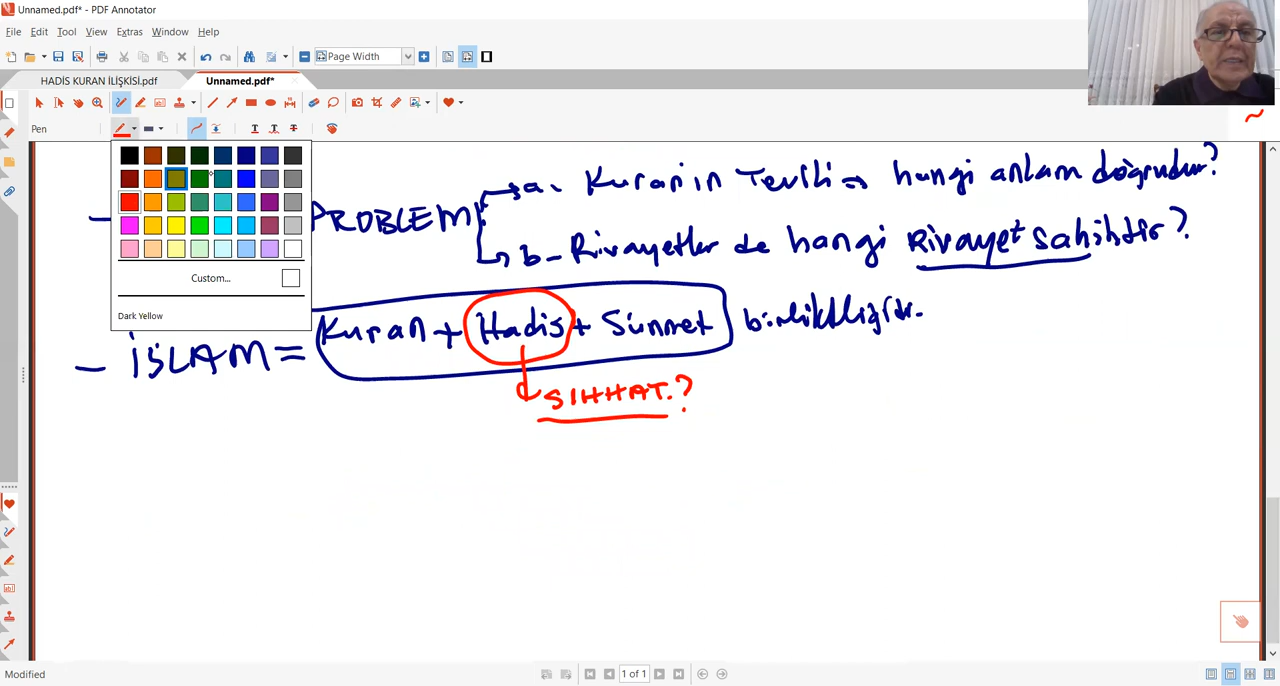 Unnamed.pdf* - PDF Annotator
File Edit Tool View Extras Window Help
Page Width
HADİS KURAN İLİŞKİSİ.pdf Unnamed.pdf*
Pen
Custom...
Dark Yellow
a. Kuranın Tevili => hangi anlam doğrudur?
- PROBLEM
b- Rivayetler de hangi Rivayet sahihtir?
- İSLAM = Kuran + Hadis + Sünnet birlikteliğidir.
SIHHAT.?
1 of 1
Modified